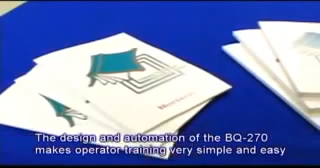 The design and automation of the BQ-270
makes operator training very simple and easy